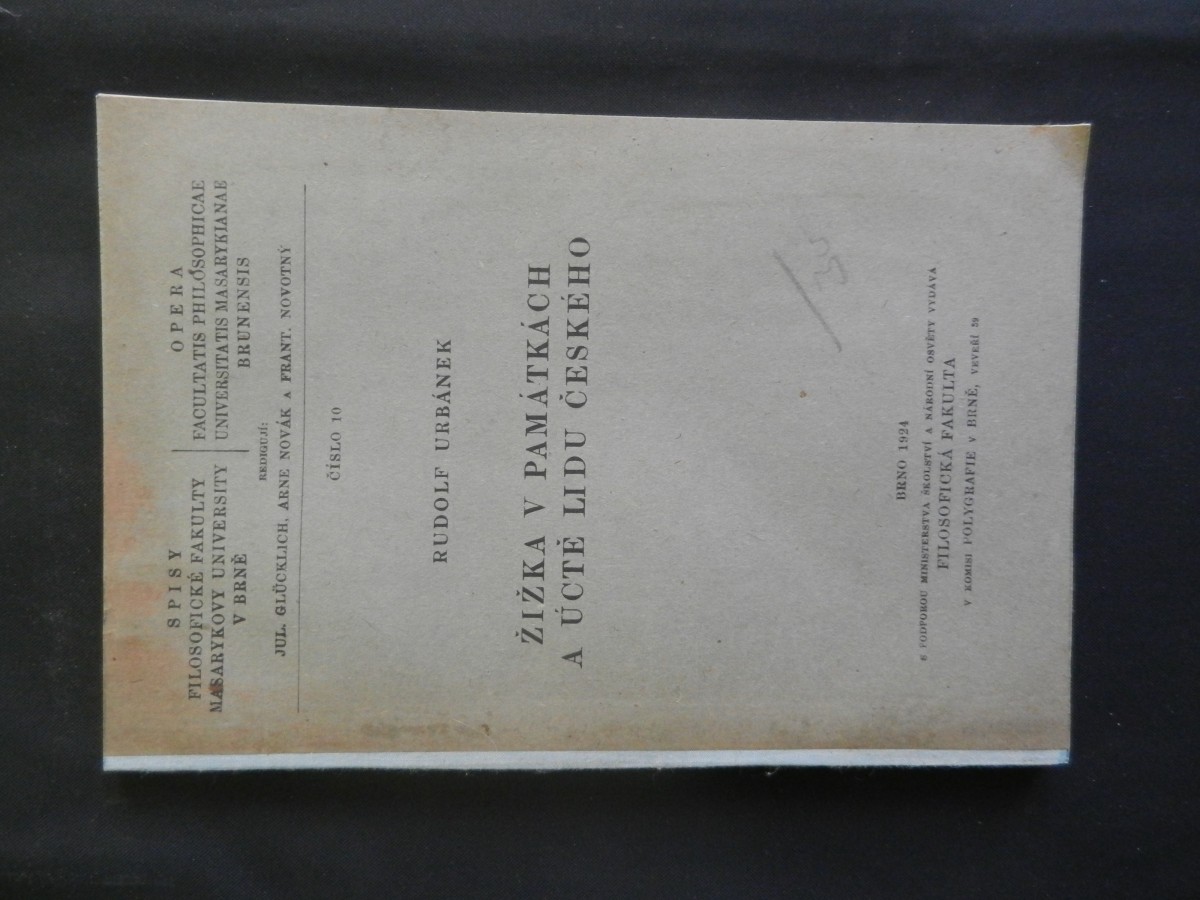 SPISY
FILOSOFICKÉ FAKULTY
MASARYKOVY UNIVERSITY
V BRNĚ
OPERA
FACULTATIS PHILOSOPHICAE
UNIVERSITATIS MASARYKIANAE
BRUNENSIS
REDIGUJÍ:
JUL. GLÜCKLICH, ARNE NOVÁK A FRANT. NOVOTNÝ
ČÍSLO 10
RUDOLF URBÁNEK
ŽIŽKA V PAMÁTKÁCH
A ÚCTĚ LIDU ČESKÉHO
BRNO 1924
S PODPOROU MINISTERSTVA ŠKOLSTVÍ A NÁRODNÍ OSVĚTY VYDÁVÁ
FILOSOFICKÁ FAKULTA
V KOMISI POLYGRAFIE V BRNĚ, VEVEŘÍ 59